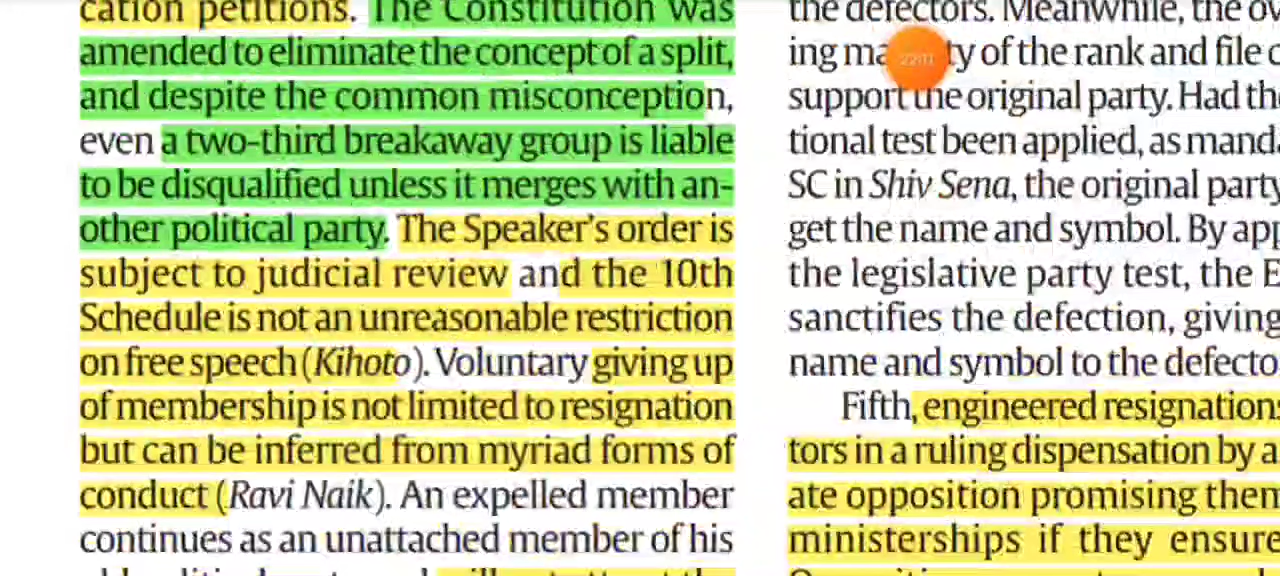 cation petitions. The Constitution was
amended to eliminate the concept of a split,
and despite the common misconception,
even a two-third breakaway group is liable
to be disqualified unless it merges with an-
other political party. The Speaker's order is
subject to judicial review and the 10th
Schedule is not an unreasonable restriction
on free speech (Kihoto). Voluntary giving up
of membership is not limited to resignation
but can be inferred from myriad forms of
conduct (Ravi Naik). An expelled member
continues as an unattached member of his
the defectors. Meanwhile, the ov
ing ma ty of the rank and file c
support the original party. Had th
tional test been applied, as mand
SC in Shiv Sena, the original party
get the name and symbol. By app
the legislative party test, the E
sanctifies the defection, giving
name and symbol to the defecto
Fifth, engineered resignations
tors in a ruling dispensation by a
ate opposition promising them
ministerships if they ensure
22:11